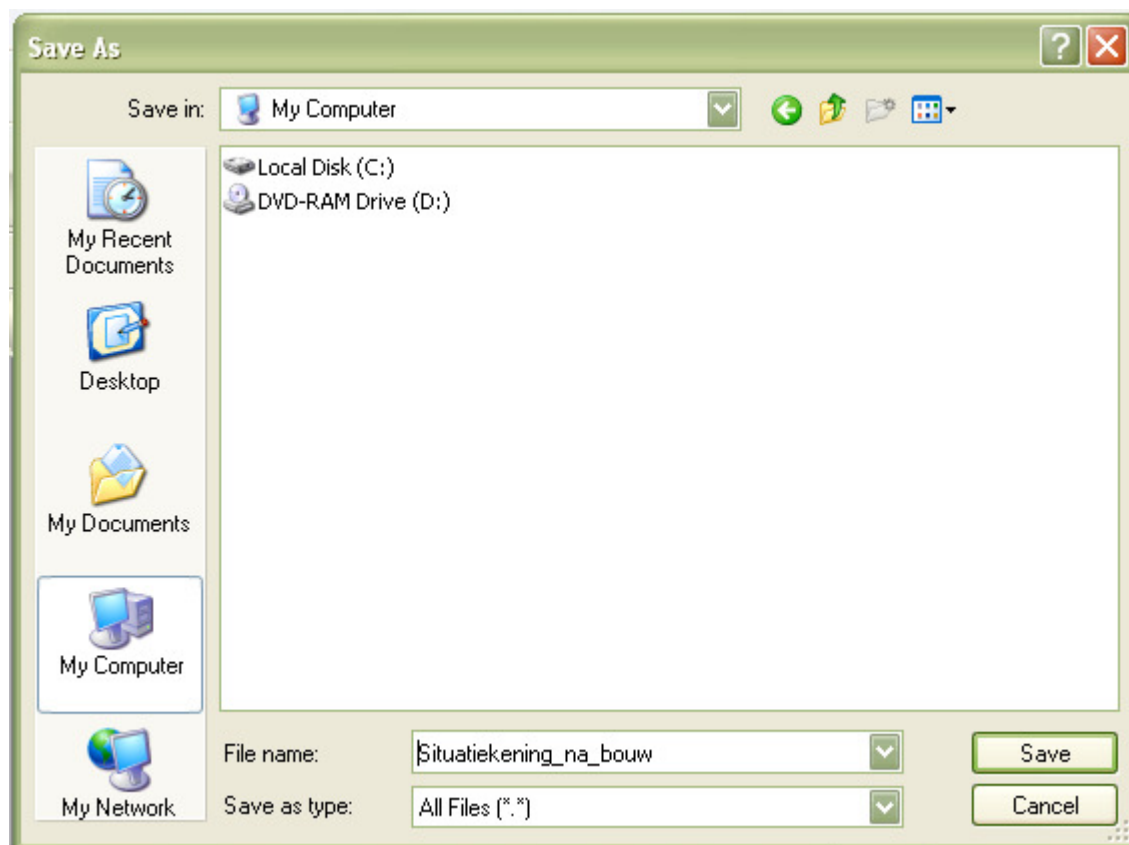 Save As
Save in:
My Computer
Local Disk (C:)
DVD-RAM Drive (D:)
My Recent
Documents
Desktop
My Documents
My Computer
My Network
File name:
Situatiekening_na_bouw
Save
Save as type:
All Files (*.*)
Cancel